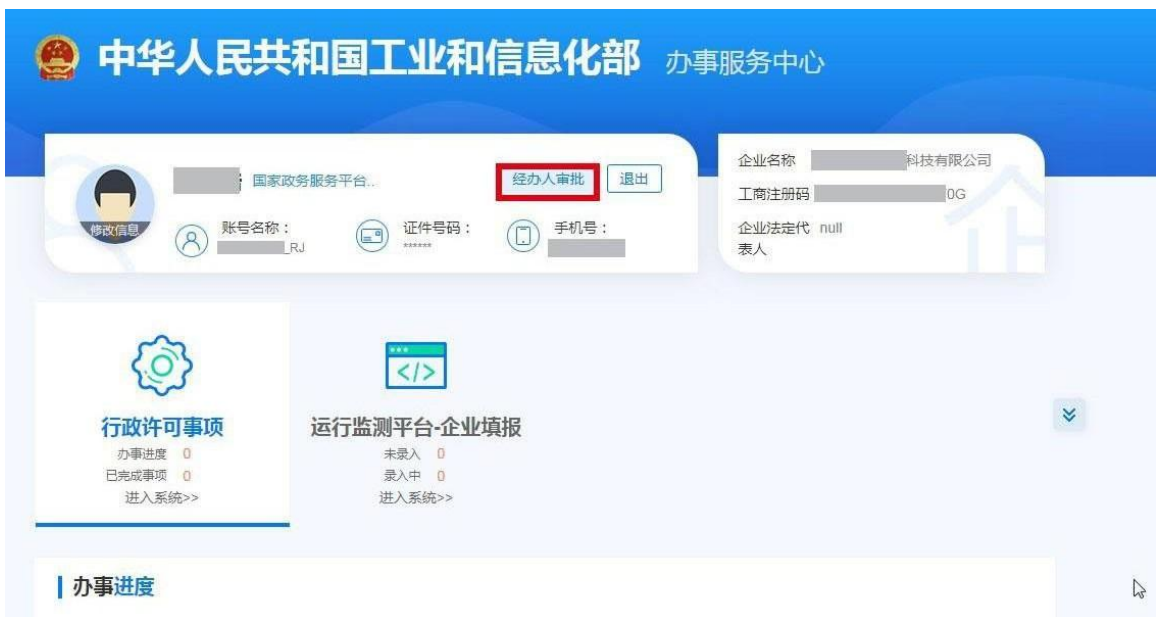 中华人民共和国工业和信息化部 办事服务中心
国家政务服务平台..
经办人审批 退出
修改信息
账号名称： 证件号码： 手机号：
_RJ ******
企业名称 科技有限公司
工商注册码 0G
企业法定代表人 null
企
行政许可事项
办事进度 0
已完成事项 0
进入系统>>
运行监测平台-企业填报
未录入 0
录入中 0
进入系统>>
办事进度